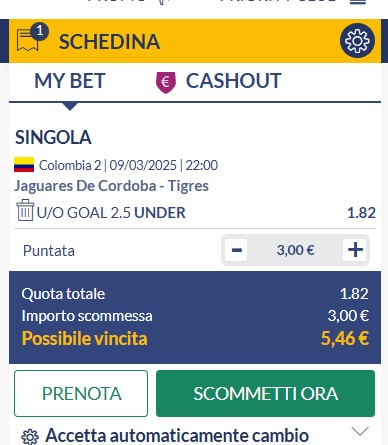 1
SCHEDINA
MY BET
€ CASHOUT
SINGOLA
Colombia 2 | 09/03/2025 | 22:00
Jaguares De Cordoba - Tigres
U/O GOAL 2.5 UNDER 1.82
Puntata - 3,00 € +
Quota totale 1.82
Importo scommessa 3,00 €
Possibile vincita 5,46 €
PRENOTA
SCOMMETTI ORA
Accetta automaticamente cambio